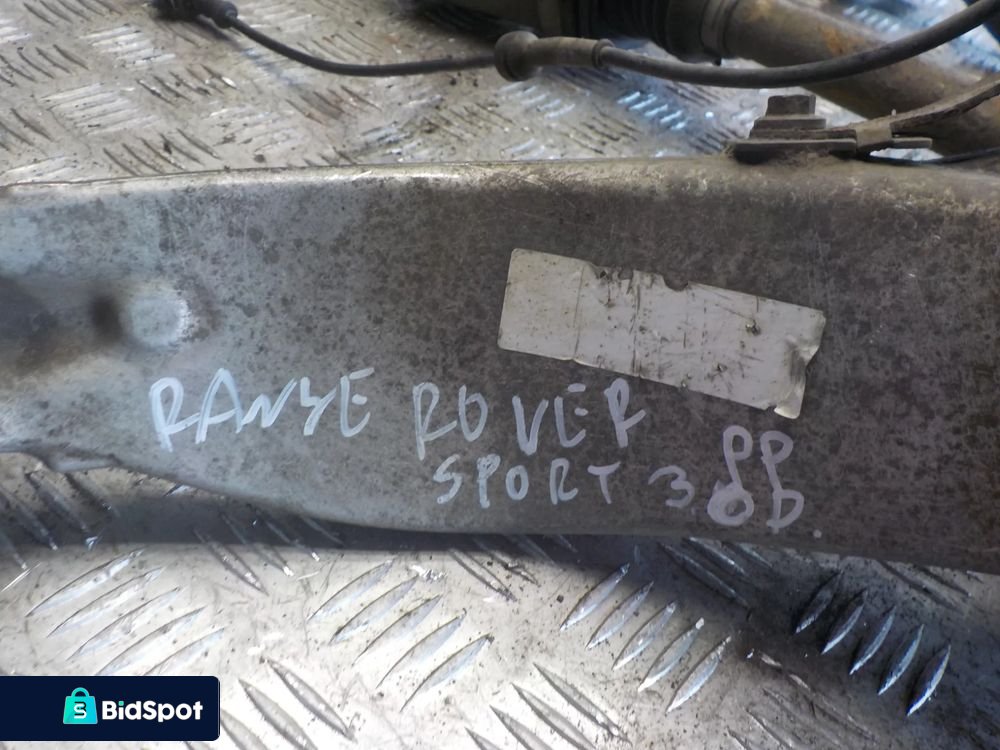 RANGE ROVER
SPORT 3.0D.
BidSpot